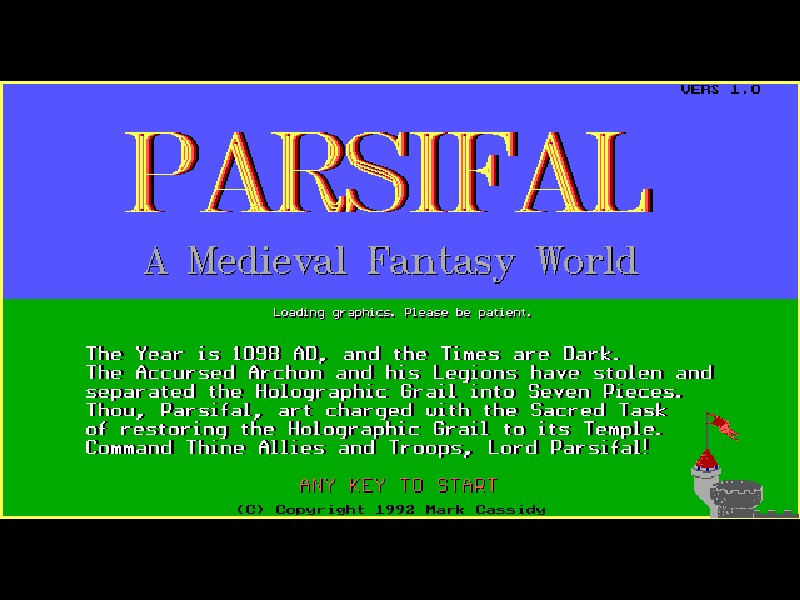 VERS 1.0
PARSIFAL
A Medieval Fantasy World
Loading graphics. Please be patient.
The Year is 1098 AD, and the Times are Dark.
The Accursed Archon and his Legions have stolen and
separated the Holographic Grail into Seven Pieces.
Thou, Parsifal, art charged with the Sacred Task
of restoring the Holographic Grail to its Temple.
Command Thine Allies and Troops, Lord Parsifal!
ANY KEY TO START
(C) Copyright 1992 Mark Cassidy